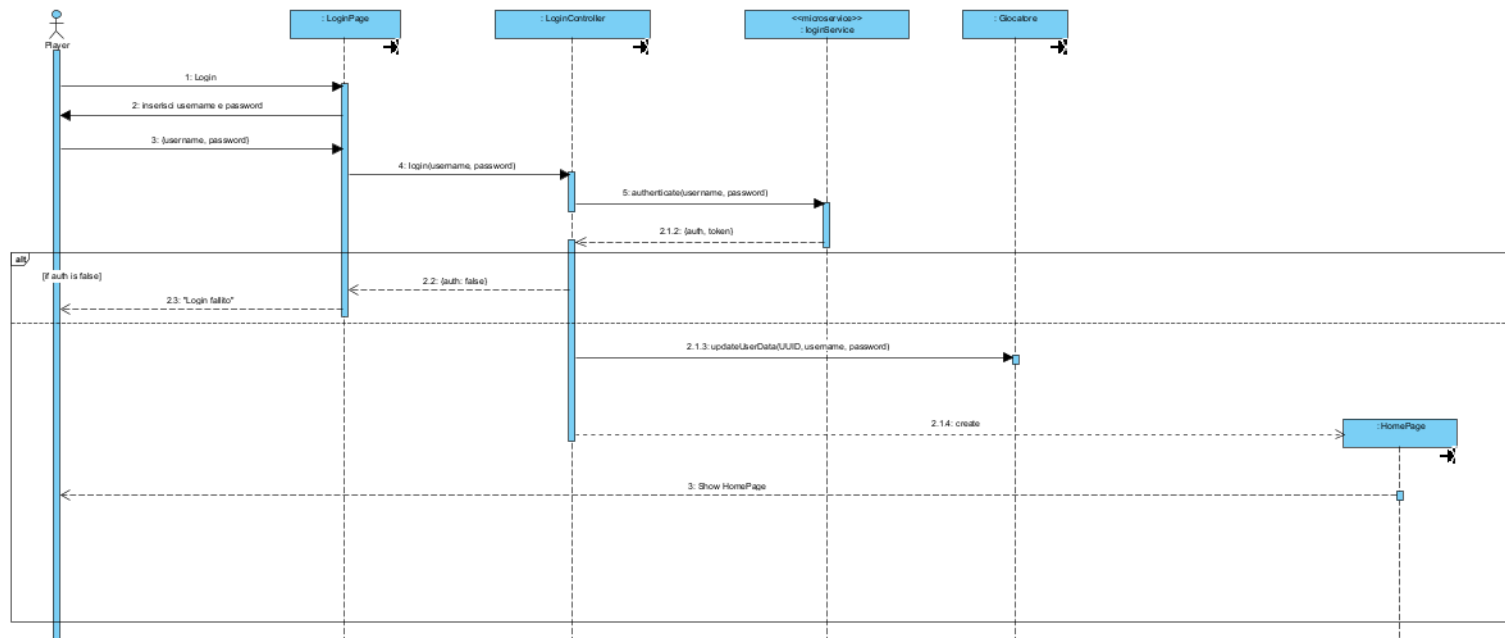 : LoginPage
: LoginController
<<microservice>>
: loginService
: Giocatore
Player
1: Login
2: inserisci username e password
3: {username, password}
4: login(username, password)
5: authenticate(username, password)
2.1.2: {auth, token}
alt
[if auth is false]
2.2: {auth: false}
2.3: "Login fallito"
2.1.3: updateUserData(UUID, username, password)
2.1.4: create
: HomePage
3: Show HomePage